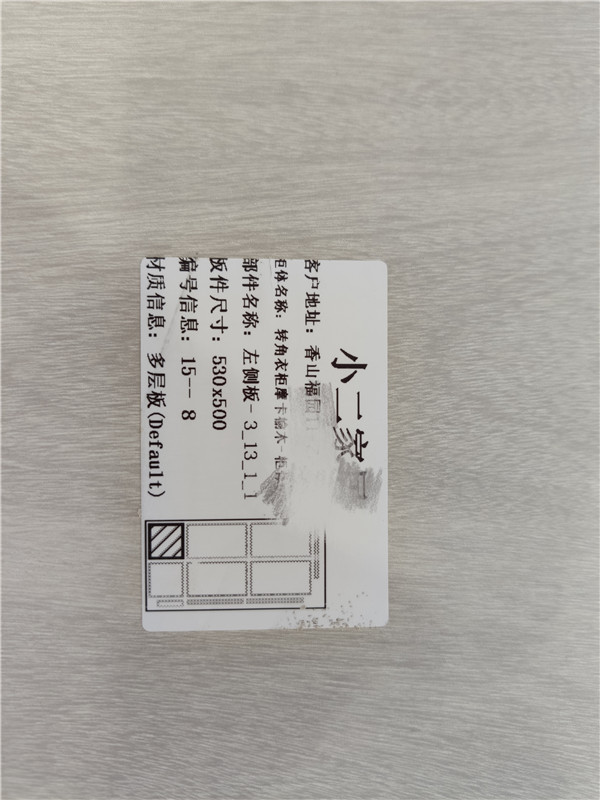 小二家
客户地址: 香山福
柜体名称: 转角衣柜摩卡榆木-柜
部件名称: 左侧板-3_13_1_1
板件尺寸: 530x500
编号信息: 15-- 8
材质信息: 多层板(Default)